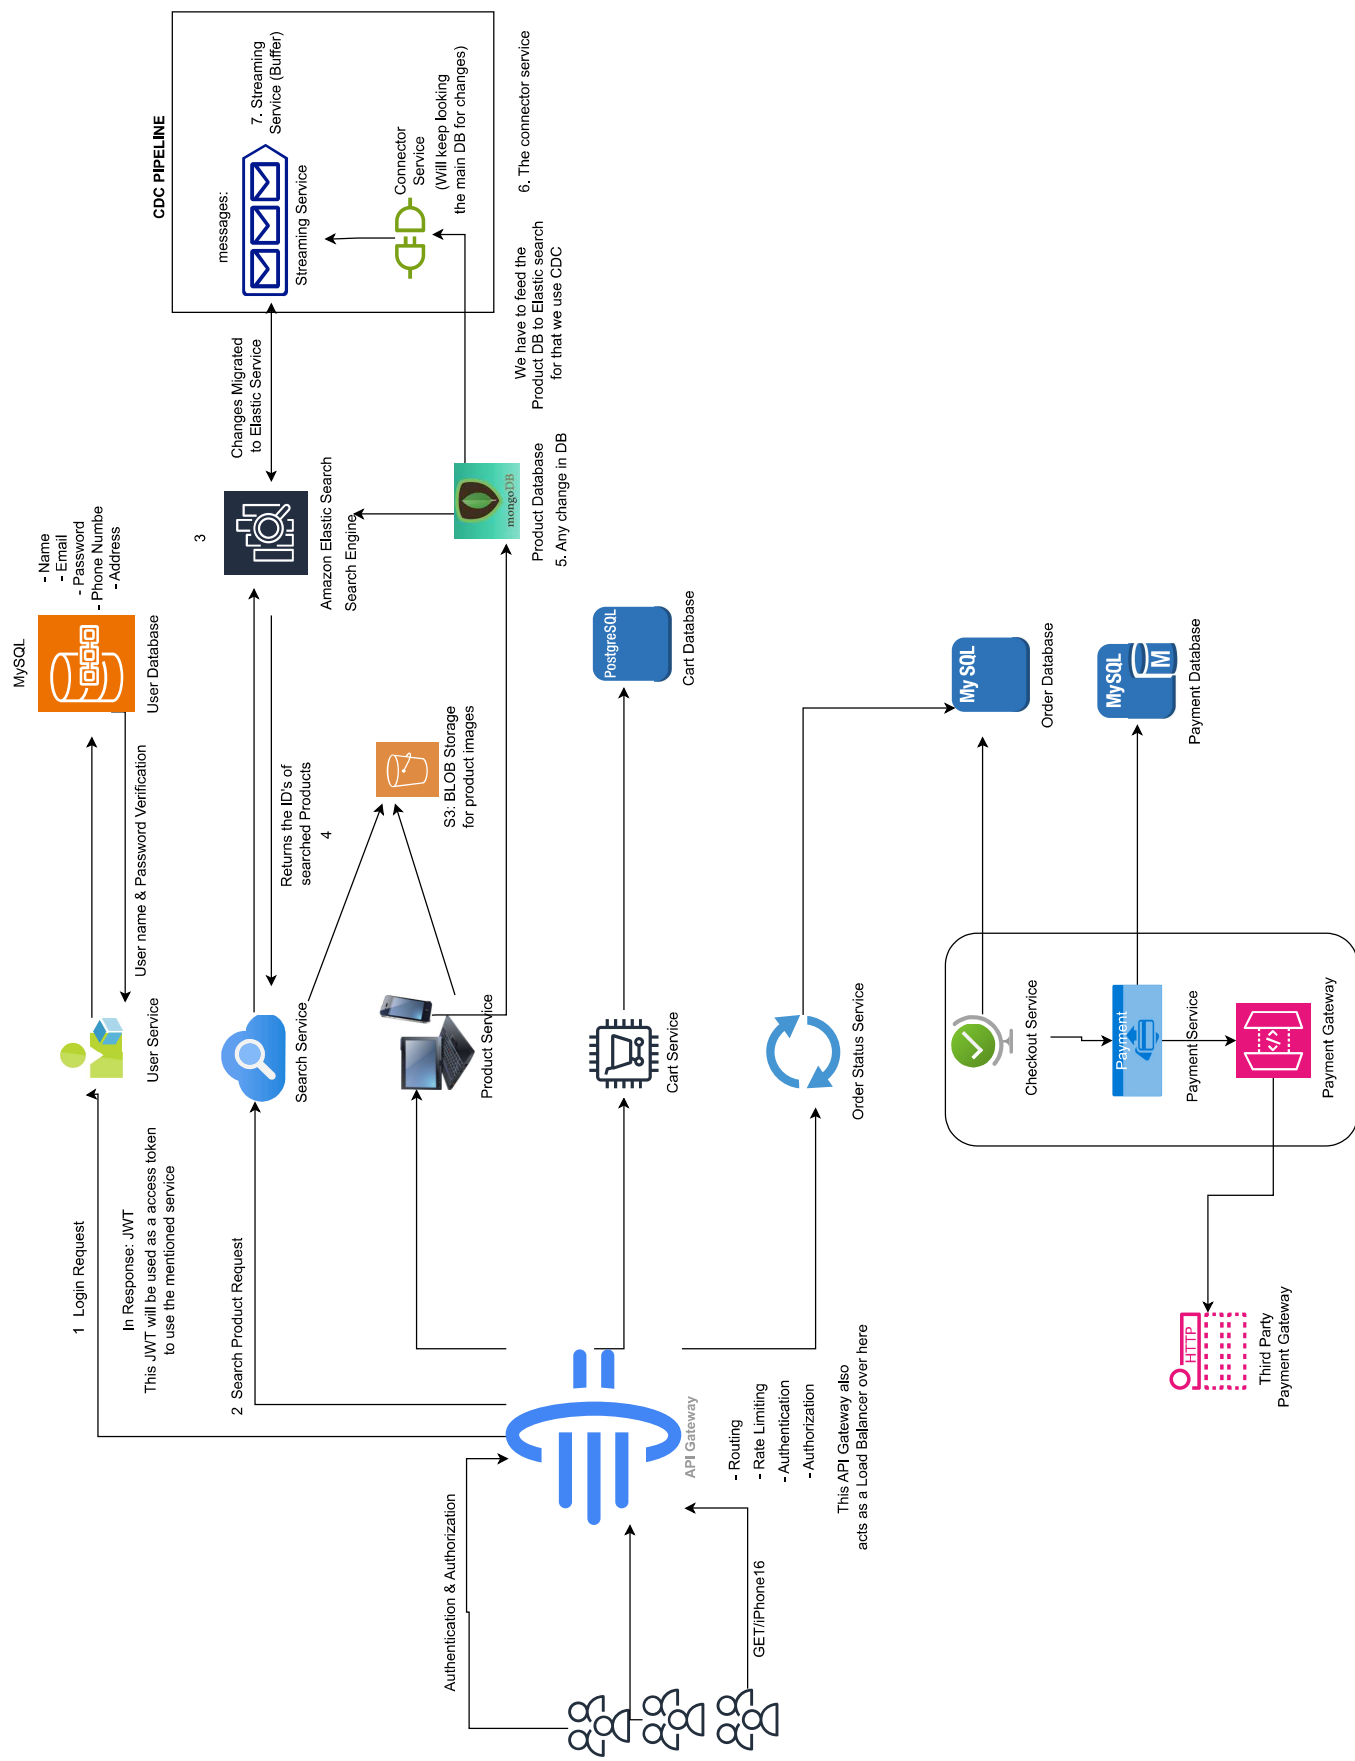 MySQL
- Name
- Email
- Password
- Phone Numbe
- Address
User Database
User name & Password Verification
User Service
1 Login Request
In Response: JWT
This JWT will be used as a access token
to use the mentioned service
CDC PIPELINE
messages:
7. Streaming
Service (Buffer)
Streaming Service
Connector
Service
(Will keep looking
the main DB for changes)
6. The connector service
Changes Migrated
to Elastic Service
We have to feed the
Product DB to Elastic search
for that we use CDC
3
Amazon Elastic Search
Search Engine
mongoDB
Product Database
5. Any change in DB
Returns the ID's of
searched Products
4
S3: BLOB Storage
for product images
Search Service
2 Search Product Request
Product Service
PostgreSQL
Cart Database
Cart Service
My SQL
Order Database
Order Status Service
MySQL
M
Payment Database
Checkout Service
Payment
Payment Service
Payment Gateway
HTTP
Third Party
Payment Gateway
API Gateway
- Routing
- Rate Limiting
- Authentication
- Authorization
This API Gateway also
acts as a Load Balancer over here
Authentication & Authorization
GET/iPhone16